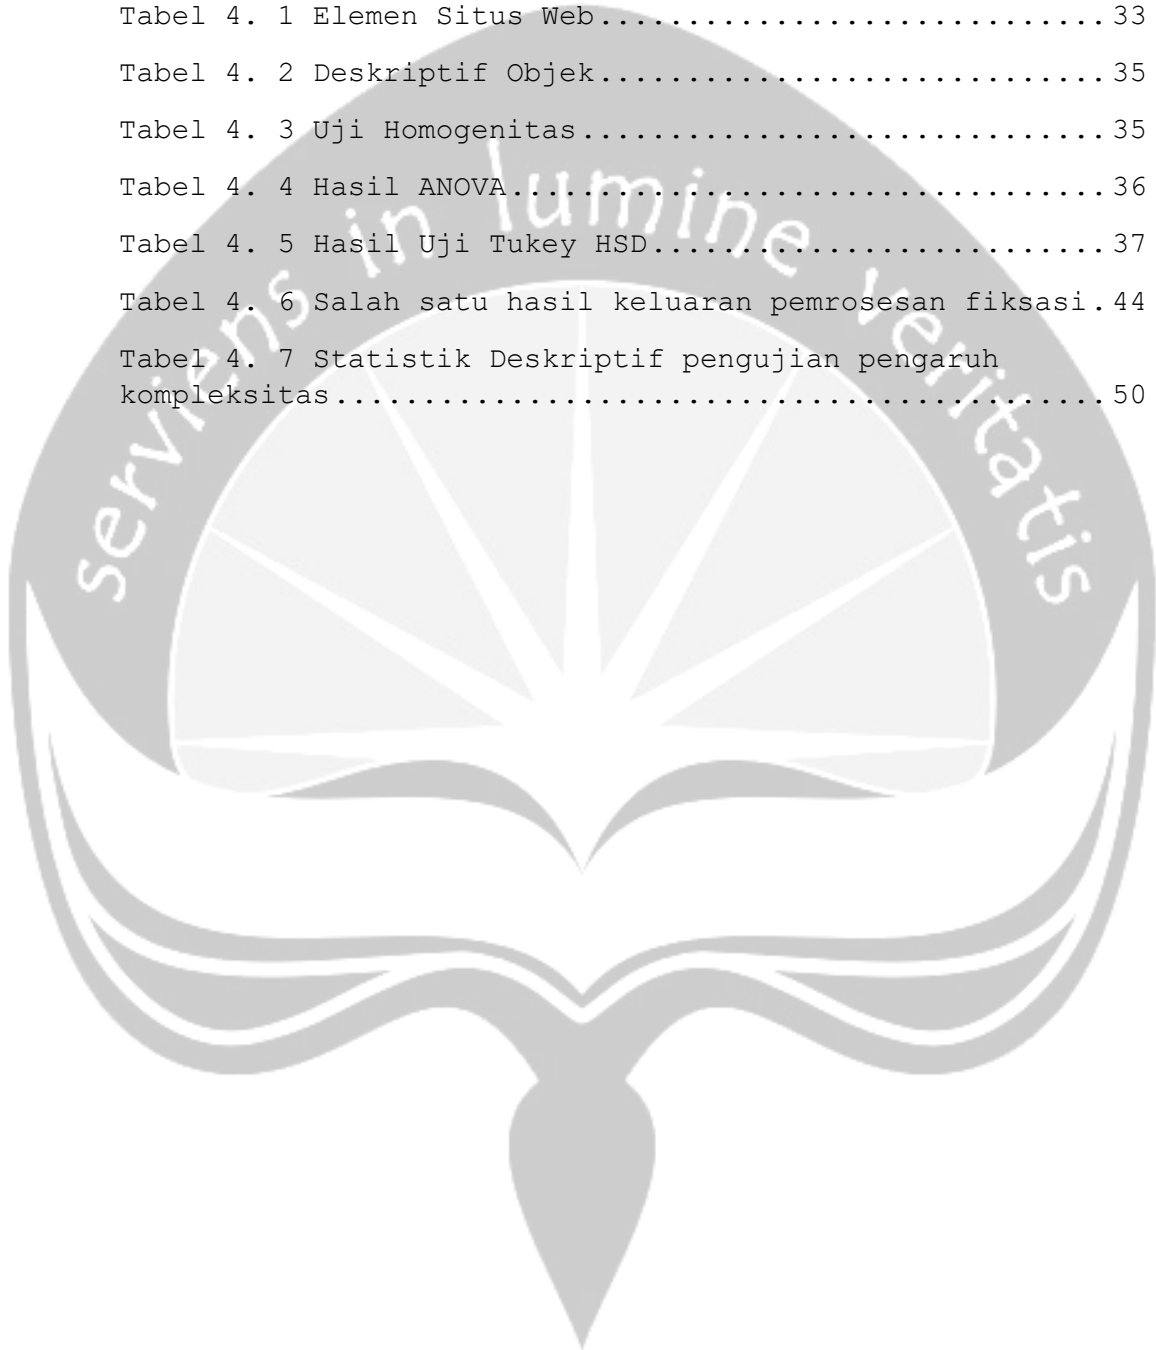 Tabel 4. 1 Elemen Situs Web.............................33
Tabel 4. 2 Deskriptif Objek.............................35
Tabel 4. 3 Uji Homogenitas..............................35
Tabel 4. 4 Hasil ANOVA..................................36
Tabel 4. 5 Hasil Uji Tukey HSD..........................37
Tabel 4. 6 Salah satu hasil keluaran pemrosesan fiksasi.44
Tabel 4. 7 Statistik Deskriptif pengujian pengaruh
kompleksitas............................................50
serviens in lumine veritatis